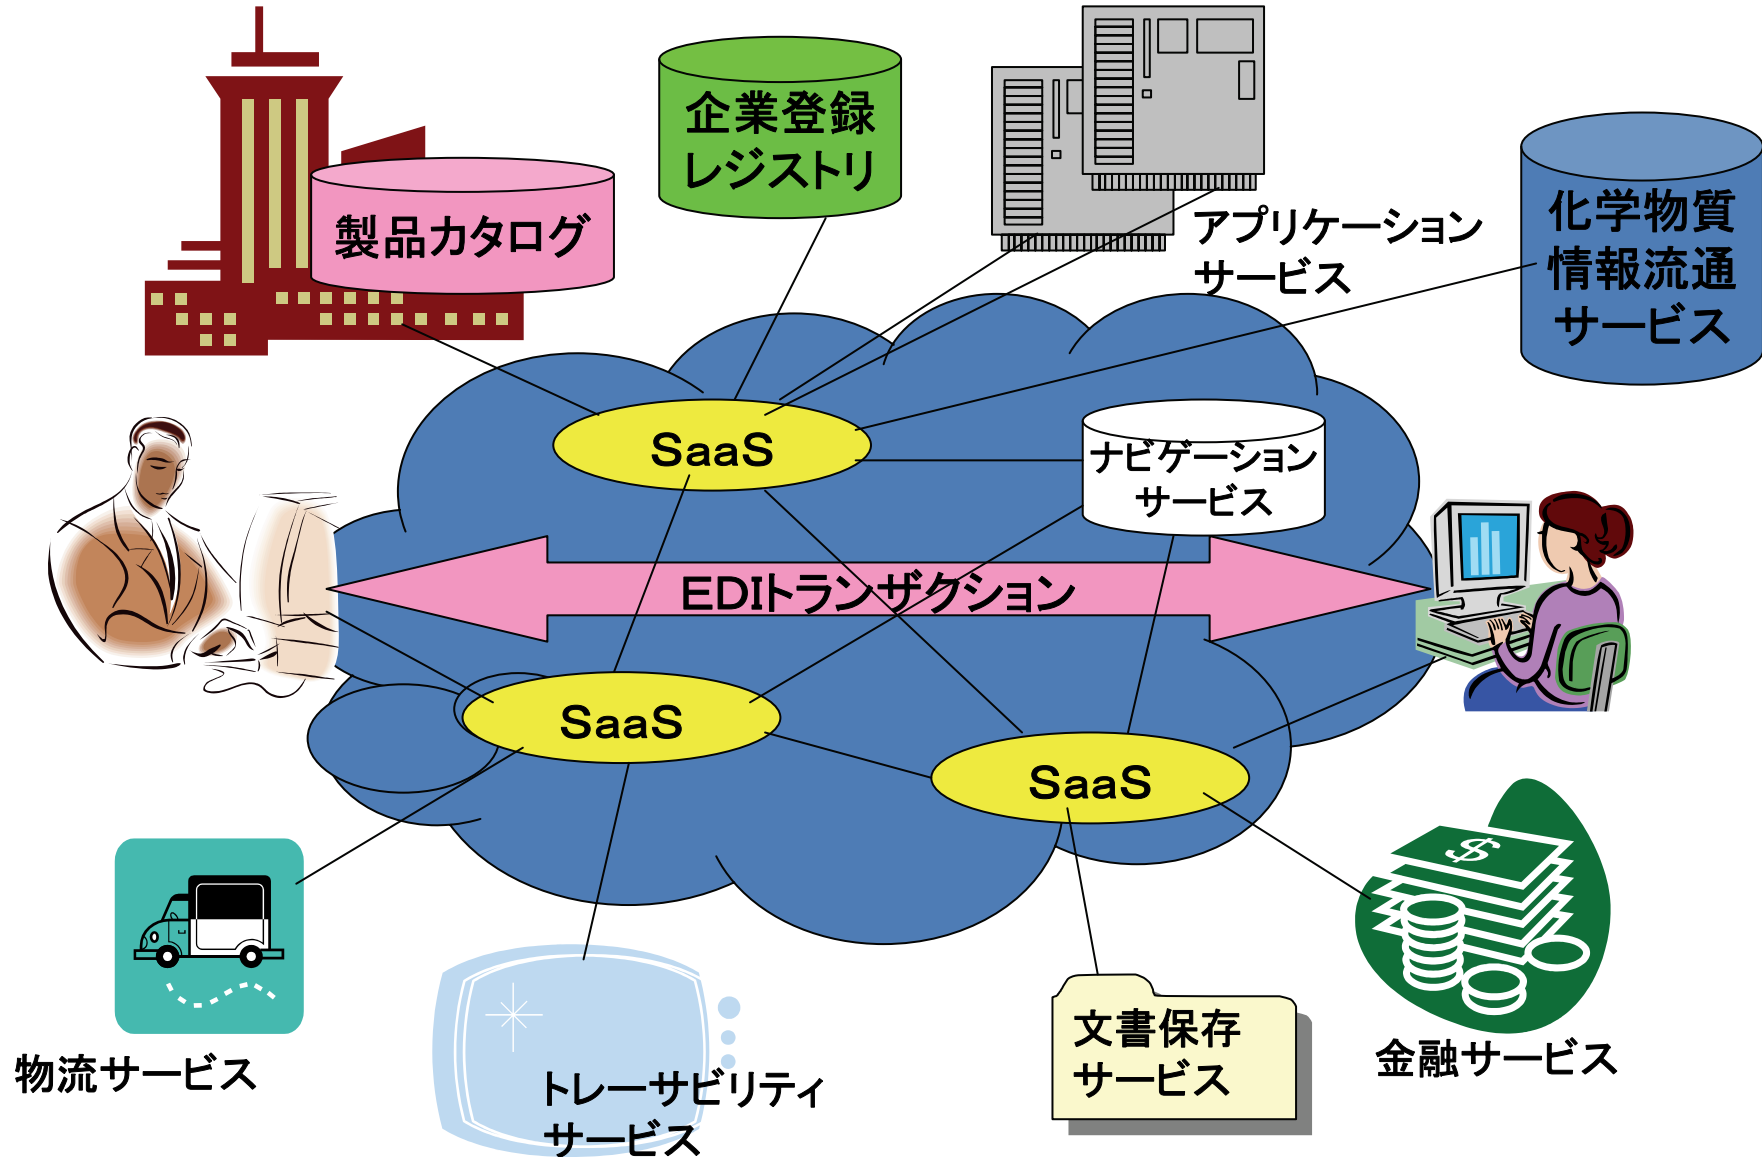 企業登録
レジストリ
製品カタログ
アプリケーション
サービス
化学物質
情報流通
サービス
SaaS
ナビゲーション
サービス
EDIトランザクション
SaaS
SaaS
$
物流サービス
トレーサビリティ
サービス
文書保存
サービス
金融サービス